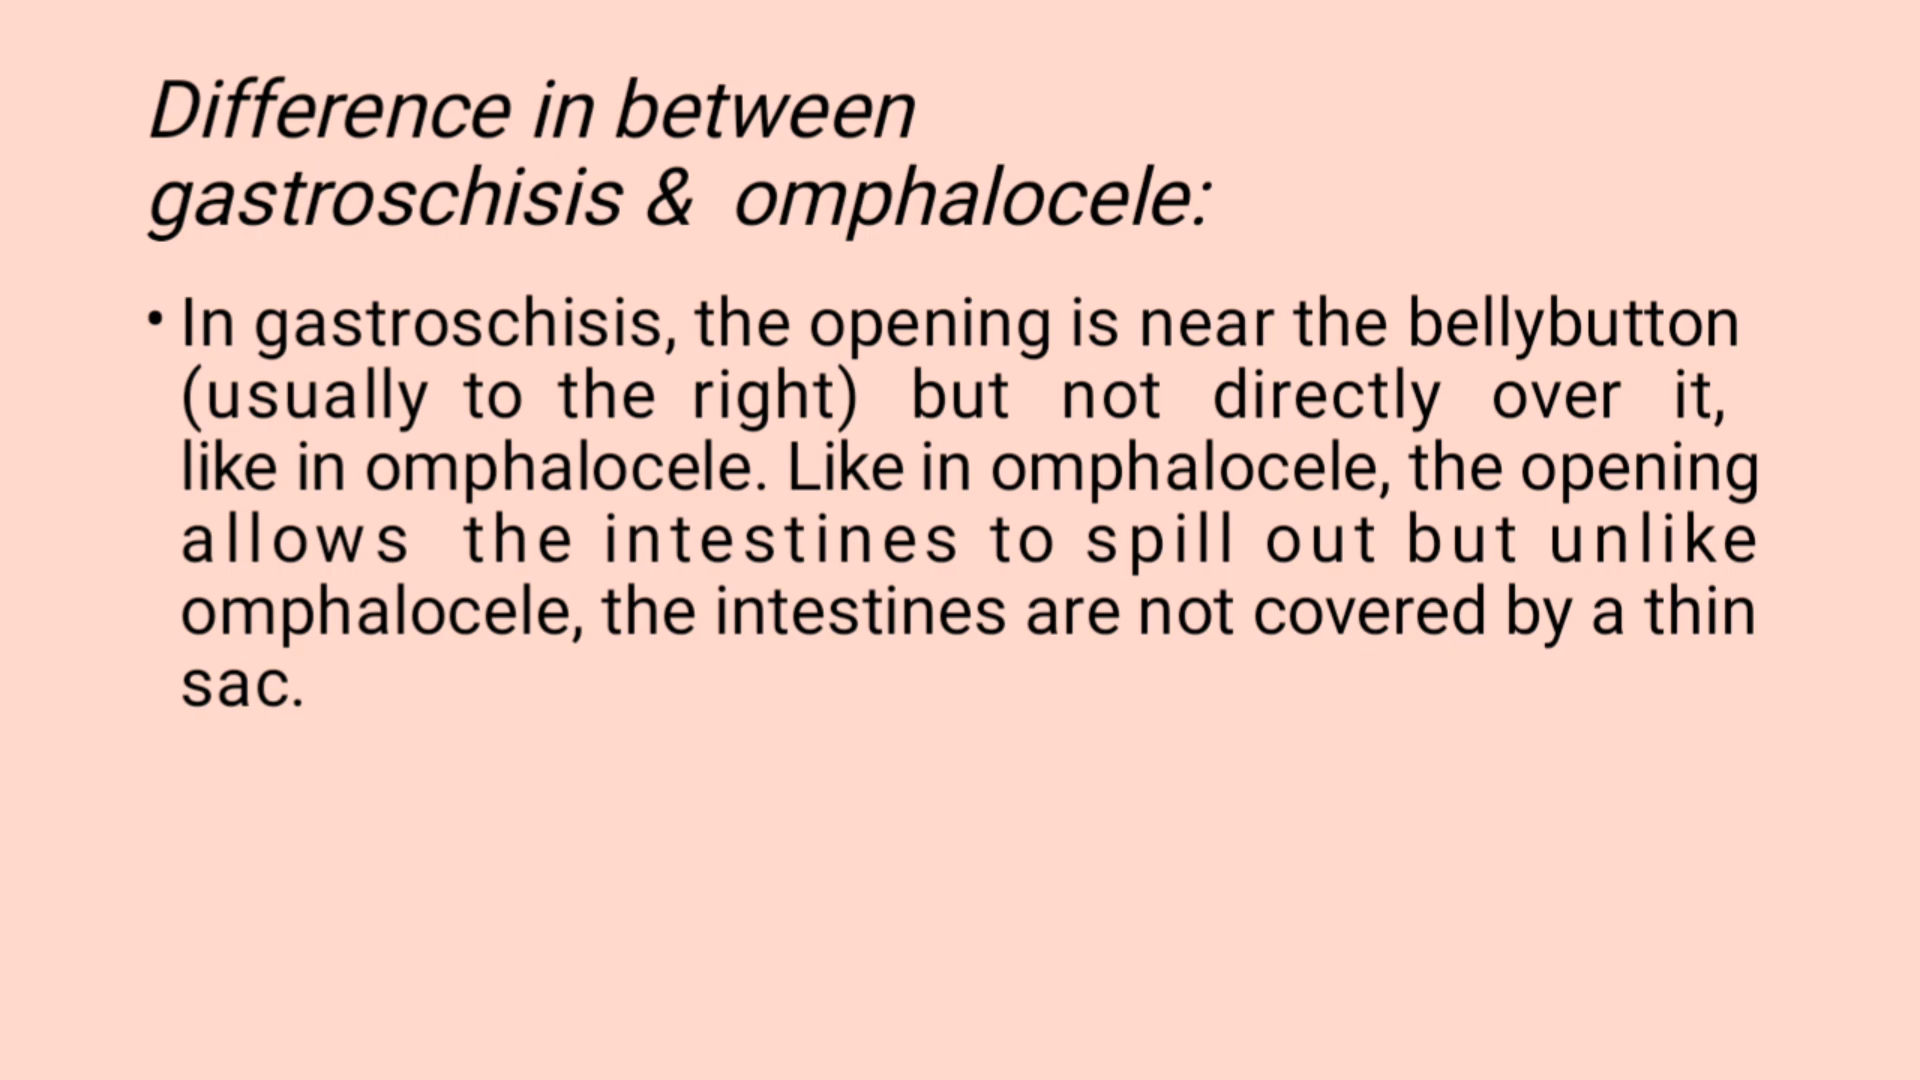 Difference in between
gastroschisis & omphalocele:
• In gastroschisis, the opening is near the bellybutton
(usually to the right) but not directly over it,
like in omphalocele. Like in omphalocele, the opening
allows the intestines to spill out but unlike
omphalocele, the intestines are not covered by a thin
sac.